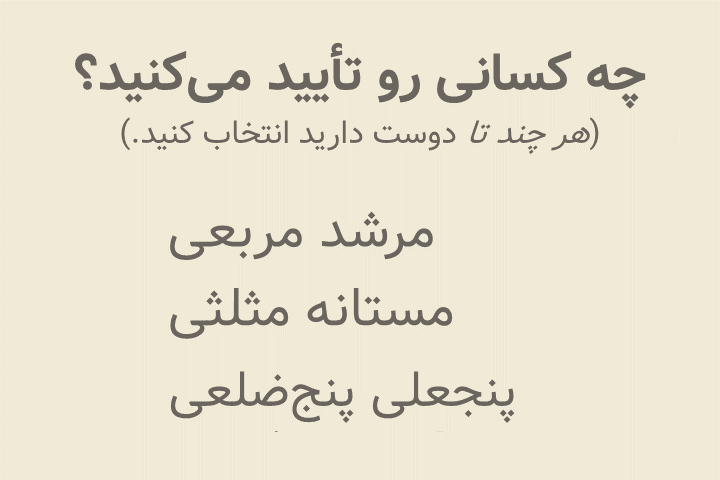 چه کسانی رو تأیید می‌کنید؟
(هر چند تا دوست دارید انتخاب کنید.)
مرشد مربعی
مستانه مثلثی
پنجعلی پنج‌ضلعی